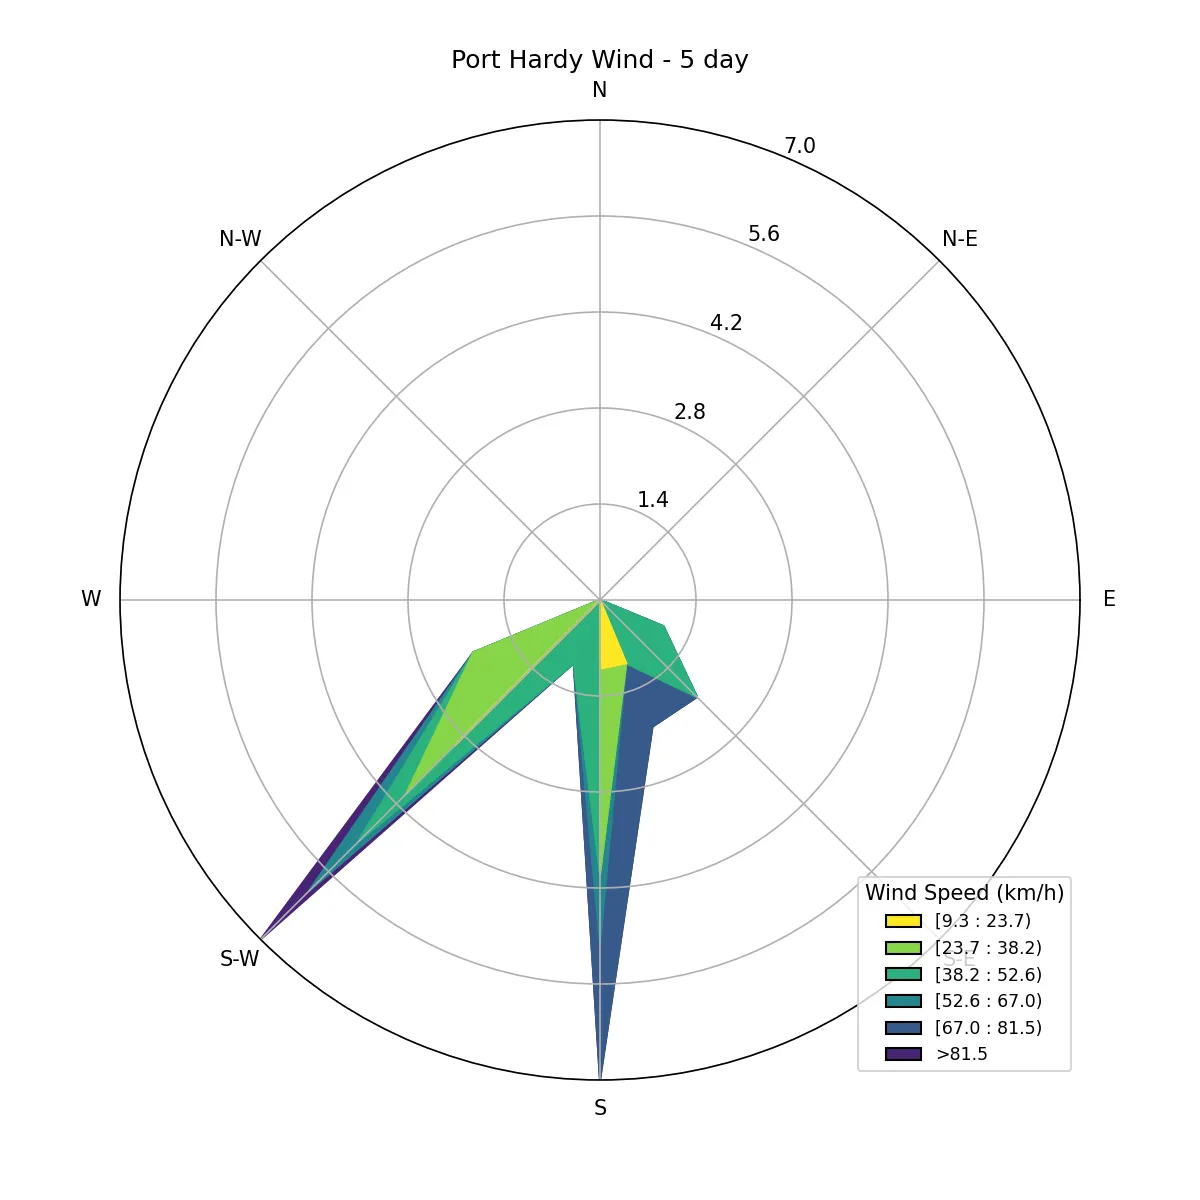 Port Hardy Wind - 5 day
N
7.0
N-W
N-E
5.6
4.2
2.8
1.4
W
E
S-W
S-E
S
Wind Speed (km/h)
[9.3 : 23.7)
[23.7 : 38.2)
[38.2 : 52.6)
[52.6 : 67.0)
[67.0 : 81.5)
>81.5